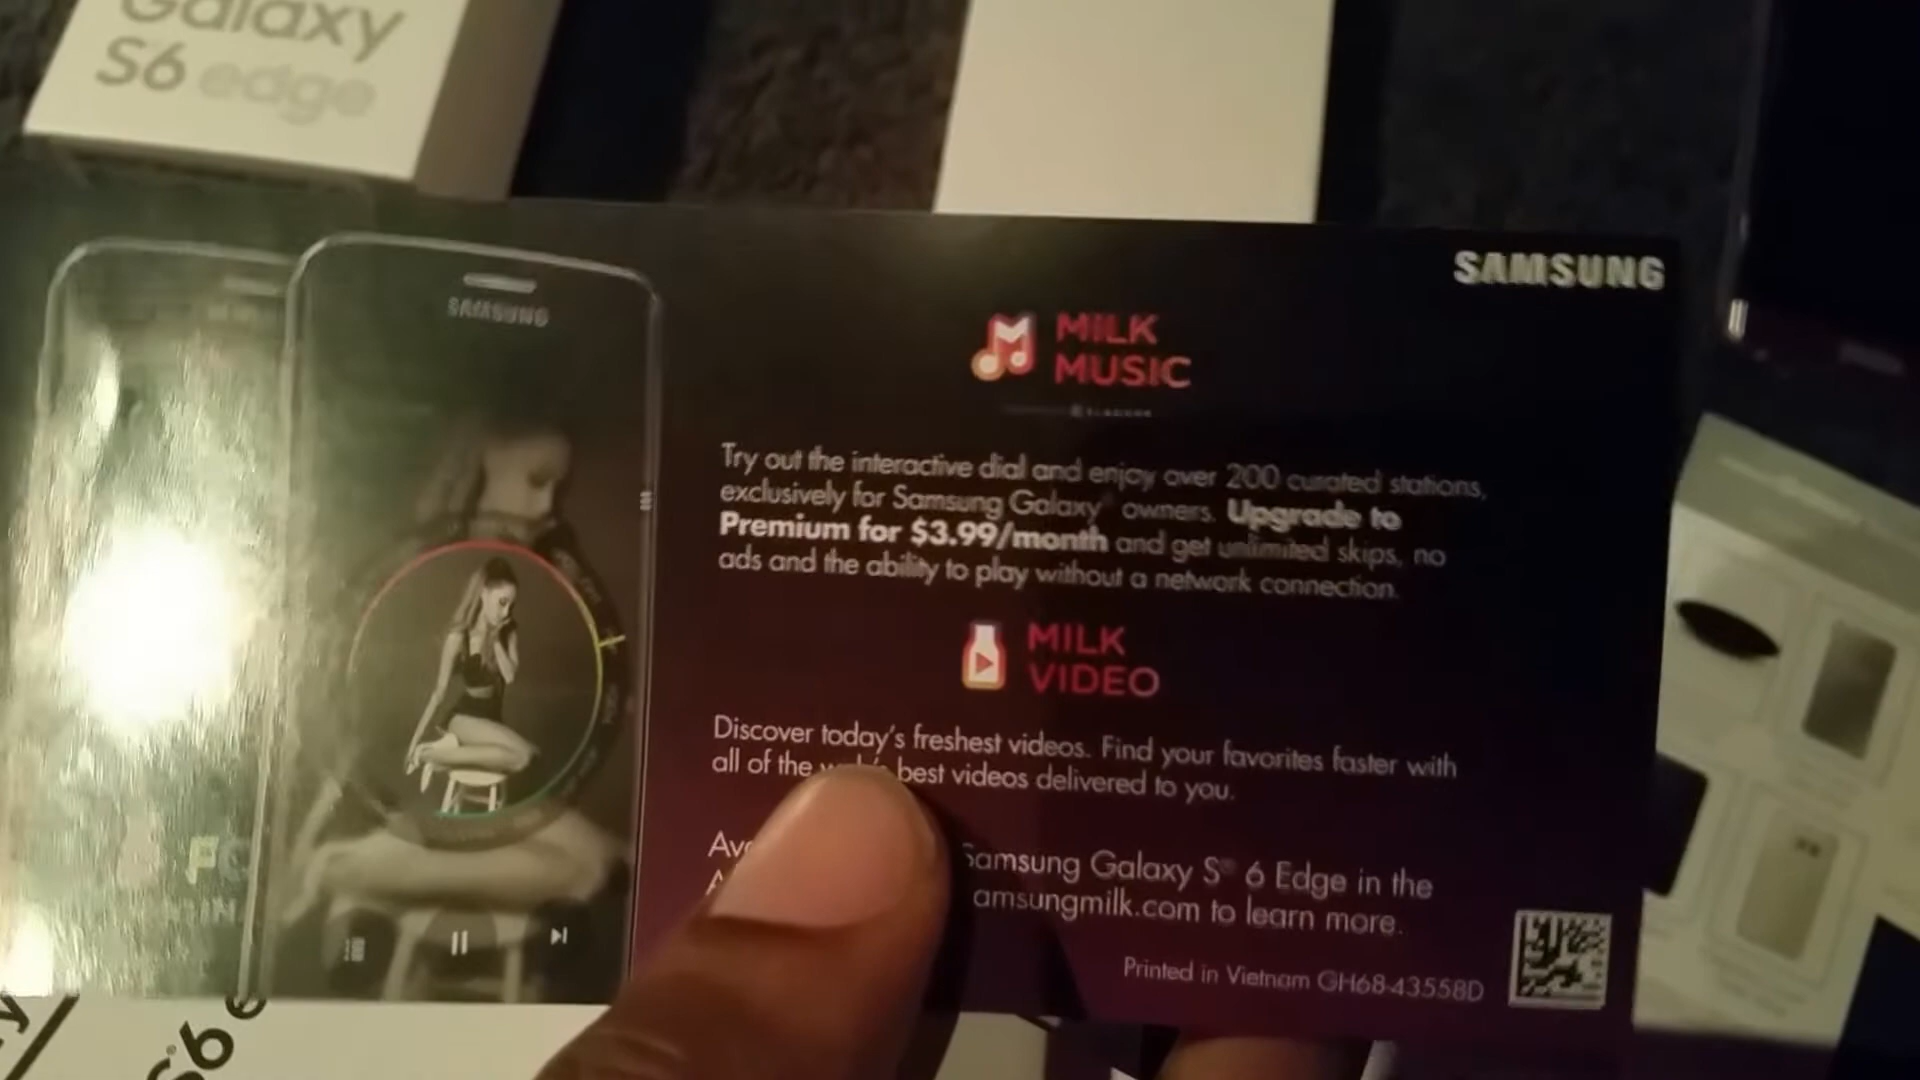 Galaxy
S6 edge
SAMSUNG
SAMSUNG
MILK
MUSIC
Try out the interactive dial and enjoy over 200 curated stations,
exclusively for Samsung Galaxy® owners. Upgrade to
Premium for $3.99/month and get unlimited skips, no
ads and the ability to play without a network connection.
MILK
VIDEO
Discover today's freshest videos. Find your favorites faster with
all of the best videos delivered to you.
Samsung Galaxy S® 6 Edge in the
amsungmilk.com to learn more.
Printed in Vietnam GH68-43558D
S6 e